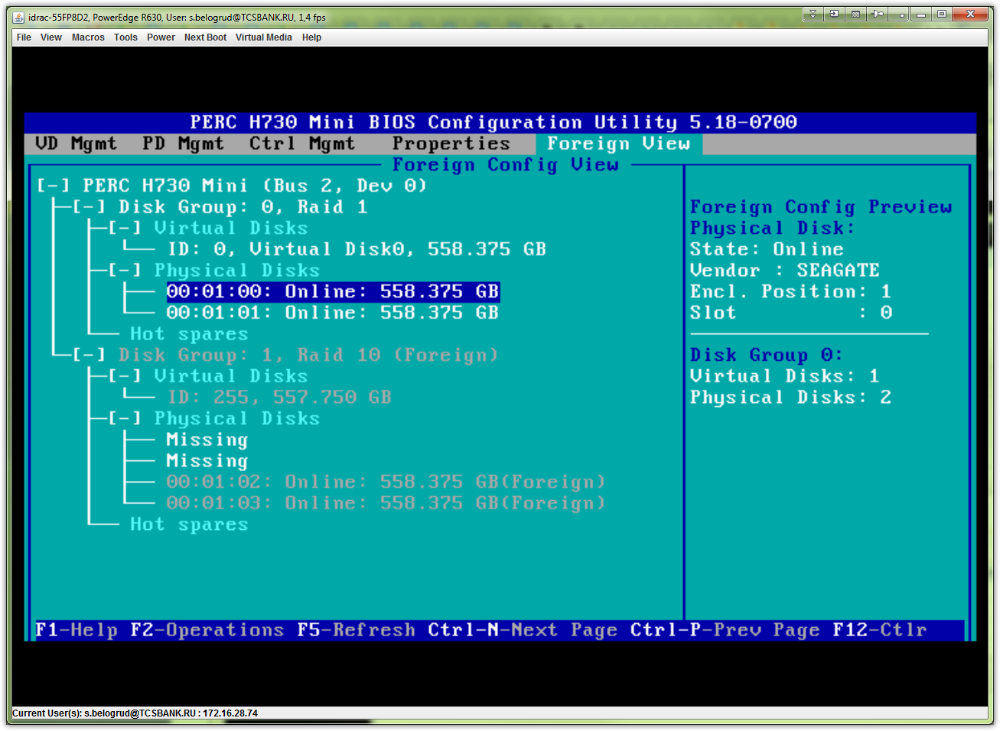 idrac-55FP8D2, PowerEdge R630, User: s.belogrud@TCSBANK.RU, 1,4 fps
File View Macros Tools Power Next Boot Virtual Media Help
PERC H730 Mini BIOS Configuration Utility 5.18-0700
VD Mgmt PD Mgmt Ctrl Mgmt Properties Foreign View
Foreign Config View
[-] PERC H730 Mini (Bus 2, Dev 0)
[-] Disk Group: 0, Raid 1
[-] Virtual Disks
ID: 0, Virtual Disk0, 558.375 GB
[-] Physical Disks
00:01:00: Online: 558.375 GB
00:01:01: Online: 558.375 GB
Hot spares
[-] Disk Group: 1, Raid 10 (Foreign)
[-] Virtual Disks
ID: 255, 557.750 GB
[-] Physical Disks
Missing
Missing
00:01:02: Online: 558.375 GB(Foreign)
00:01:03: Online: 558.375 GB(Foreign)
Hot spares
Foreign Config Preview
Physical Disk:
State: Online
Vendor : SEAGATE
Encl. Position: 1
Slot : 0
Disk Group 0:
Virtual Disks: 1
Physical Disks: 2
F1-Help F2-Operations F5-Refresh Ctrl-N-Next Page Ctrl-P-Prev Page F12-Ctlr
Current User(s): s.belogrud@TCSBANK.RU : 172.16.28.74